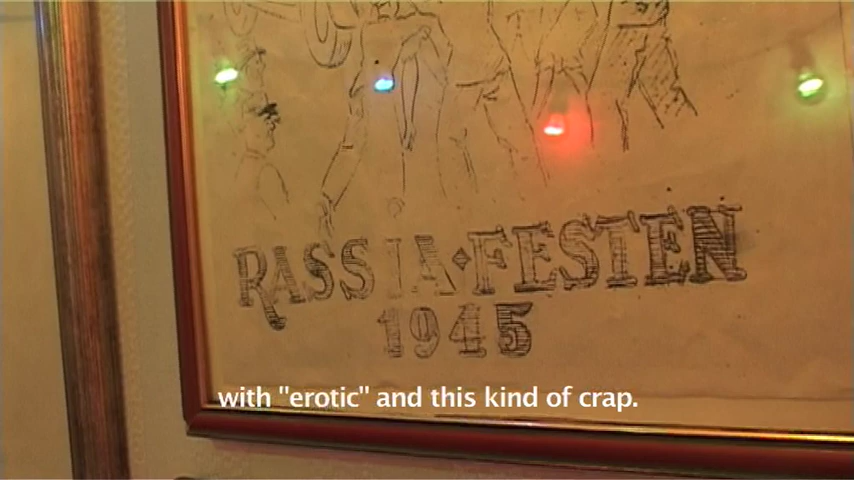 RASSIA·FESTEN
1945
with "erotic" and this kind of crap.